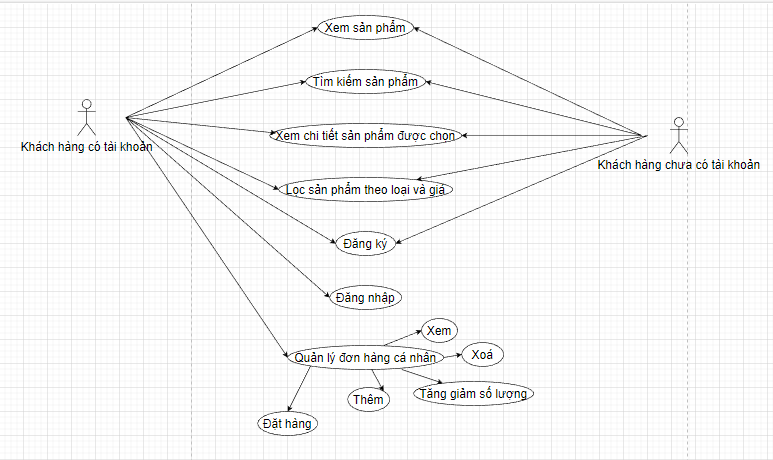 Xem sản phẩm
Tìm kiếm sản phẩm
Xem chi tiết sản phẩm được chọn
Khách hàng có tài khoản
Khách hàng chưa có tài khoản
Lọc sản phẩm theo loại và giá
Đăng ký
Đăng nhập
Xem
Quản lý đơn hàng cá nhân
Xoá
Tăng giảm số lượng
Thêm
Đặt hàng